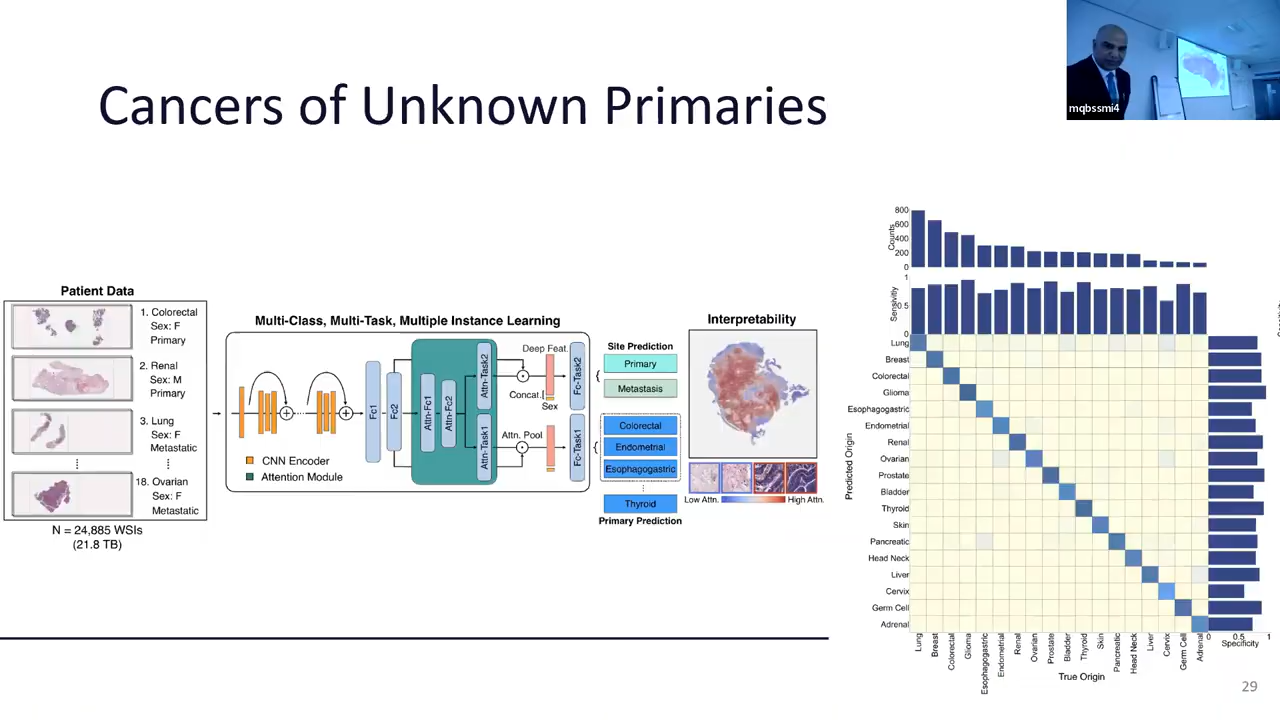 Cancers of Unknown Primaries
mqbssmi4
Patient Data
1. Colorectal
Sex: F
Primary
2. Renal
Sex: M
Primary
3. Lung
Sex: F
Metastatic
18. Ovarian
Sex: F
Metastatic
N = 24,885 WSIs
(21.8 TB)
Multi-Class, Multi-Task, Multiple Instance Learning
CNN Encoder
Attention Module
Fc1
Fc2
Attn-Fc1
Attn-Fc2
Attn-Task2
Attn-Task1
Deep Feat.
Concat.[
Sex
Attn. Pool
Fc-Task2
Fc-Task1
Site Prediction
Primary
Metastasis
Colorectal
Endometrial
Esophagogastric
Thyroid
Primary Prediction
Interpretability
Low Attn.
High Attn.
Counts
800
600
400
200
0
Sensitivity
1
0.5
0
Predicted Origin
Lung
Breast
Colorectal
Glioma
Esophagogastric
Endometrial
Renal
Ovarian
Prostate
Bladder
Thyroid
Skin
Pancreatic
Head Neck
Liver
Cervix
Germ Cell
Adrenal
Lung
Breast
Colorectal
Glioma
Esophagogastric
Endometrial
Renal
Ovarian
Prostate
Bladder
Thyroid
Skin
Pancreatic
Head Neck
Liver
Cervix
Germ Cell
Adrenal
True Origin
0 0.5 1
Specificity
29